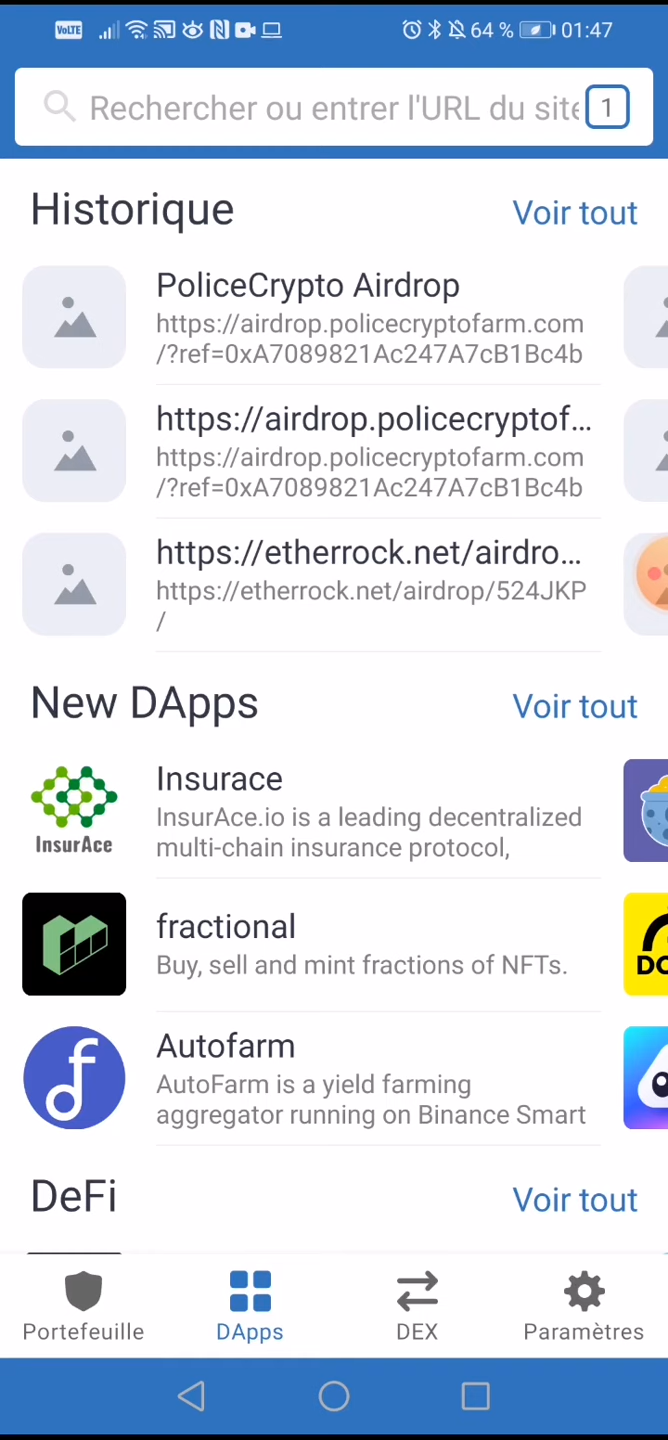 VoLTE 64 % 01:47
Rechercher ou entrer l'URL du site 1
Historique Voir tout
PoliceCrypto Airdrop
https://airdrop.policecryptofarm.com
/?ref=0xA7089821Ac247A7cB1Bc4b
https://airdrop.policecryptof...
https://airdrop.policecryptofarm.com
/?ref=0xA7089821Ac247A7cB1Bc4b
https://etherrock.net/airdro...
https://etherrock.net/airdrop/524JKP
/
New DApps Voir tout
Insurace
InsurAce.io is a leading decentralized
multi-chain insurance protocol,
InsurAce
fractional
Buy, sell and mint fractions of NFTs.
DO
Autofarm
AutoFarm is a yield farming
aggregator running on Binance Smart
DeFi Voir tout
Portefeuille DApps DEX Paramètres